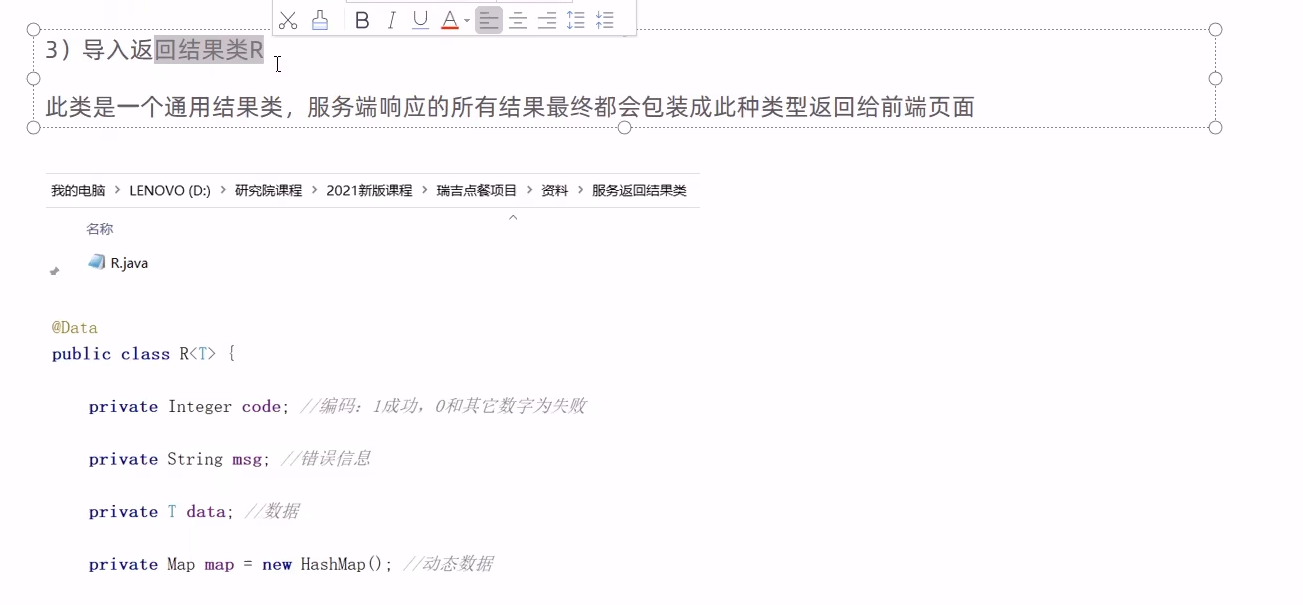 B I U A
3）导入返回结果类R
此类是一个通用结果类，服务端响应的所有结果最终都会包装成此种类型返回给前端页面
我的电脑 > LENOVO (D:) > 研究院课程 > 2021新版课程 > 瑞吉点餐项目 > 资料 > 服务返回结果类
名称
R.java
@Data
public class R<T> {
private Integer code; //编码：1成功，0和其它数字为失败
private String msg; //错误信息
private T data; //数据
private Map map = new HashMap(); //动态数据